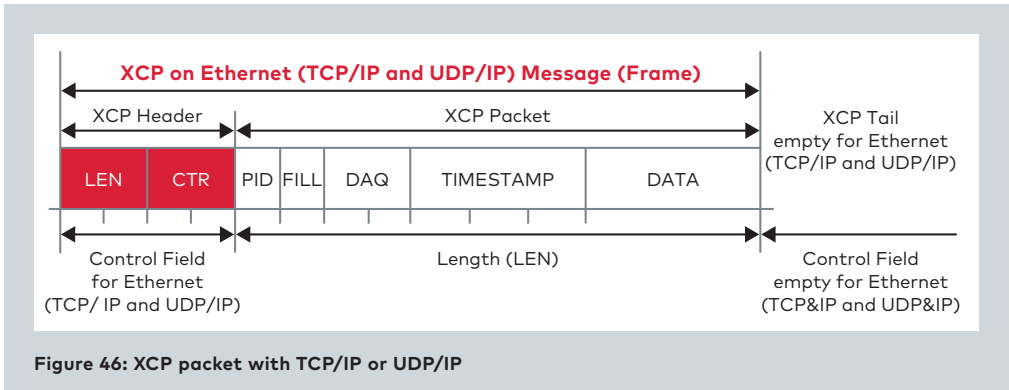 XCP on Ethernet (TCP/IP and UDP/IP) Message (Frame)
XCP Header
XCP Packet
XCP Tail
empty for Ethernet
(TCP/IP and UDP/IP)
LEN
CTR
PID
FILL
DAQ
TIMESTAMP
DATA
Control Field
for Ethernet
(TCP/ IP and UDP/IP)
Length (LEN)
Control Field
empty for Ethernet
(TCP&IP and UDP&IP)
Figure 46: XCP packet with TCP/IP or UDP/IP